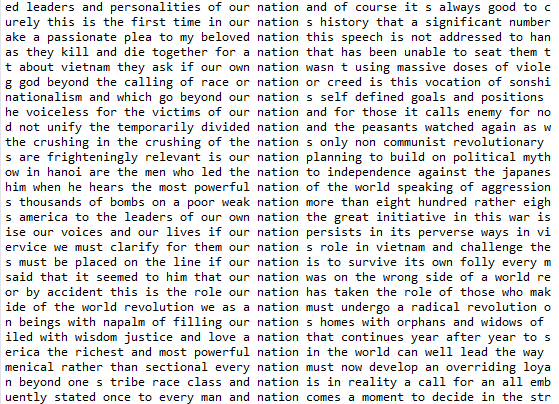 ed leaders and personalities of our nation and of course it s always good to c
urely this is the first time in our nation s history that a significant number
ake a passionate plea to my beloved nation this speech is not addressed to han
as they kill and die together for a nation that has been unable to seat them t
t about vietnam they ask if our own nation wasn t using massive doses of viole
g god beyond the calling of race or nation or creed is this vocation of sonshi
nationalism and which go beyond our nation s self defined goals and positions
he voiceless for the victims of our nation and for those it calls enemy for no
d not unify the temporarily divided nation and the peasants watched again as w
the crushing in the crushing of the nation s only non communist revolutionary
s are frighteningly relevant is our nation planning to build on political myth
ow in hanoi are the men who led the nation to independence against the japanes
him when he hears the most powerful nation of the world speaking of aggression
s thousands of bombs on a poor weak nation more than eight hundred rather eigh
s america to the leaders of our own nation the great initiative in this war is
ise our voices and our lives if our nation persists in its perverse ways in vi
ervice we must clarify for them our nation s role in vietnam and challenge the
s must be placed on the line if our nation is to survive its own folly every m
said that it seemed to him that our nation was on the wrong side of a world re
or by accident this is the role our nation has taken the role of those who mak
ide of the world revolution we as a nation must undergo a radical revolution o
n beings with napalm of filling our nation s homes with orphans and widows of
iled with wisdom justice and love a nation that continues year after year to s
erica the richest and most powerful nation in the world can well lead the way
menical rather than sectional every nation must now develop an overriding loya
n beyond one s tribe race class and nation is in reality a call for an all emb
uently stated once to every man and nation comes a moment to decide in the str